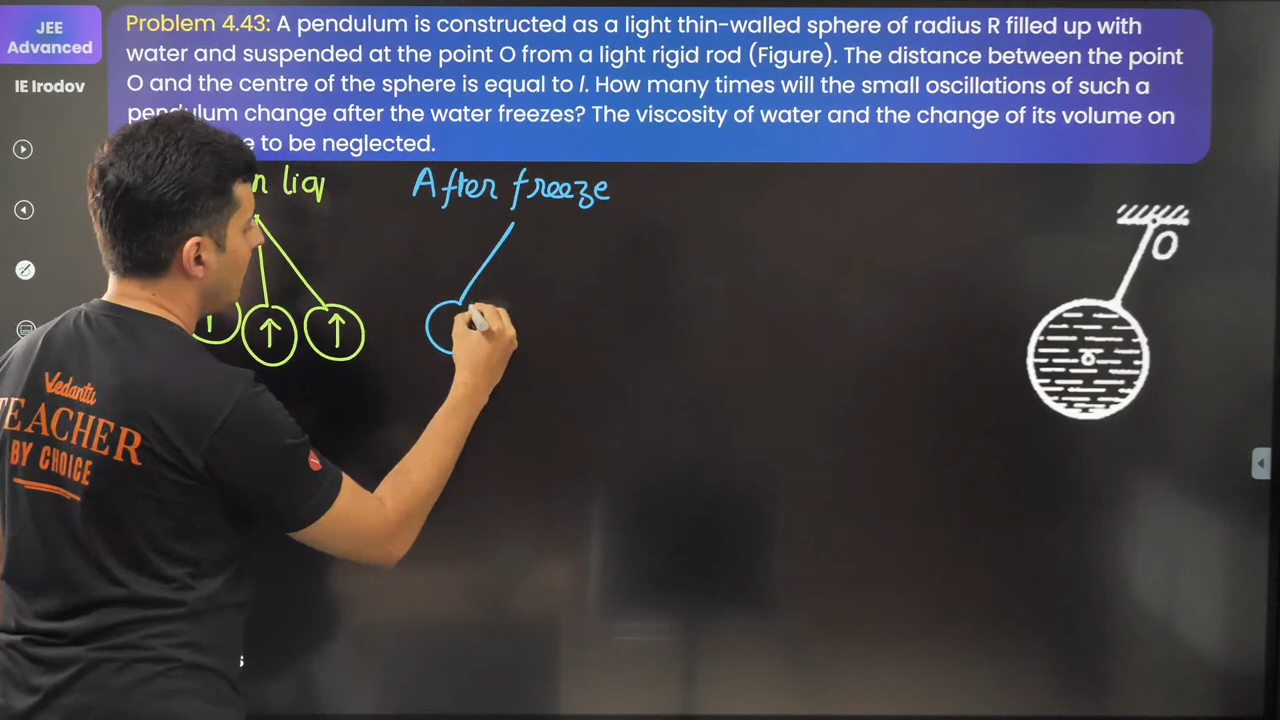 JEE
Advanced
IE Irodov
Problem 4.43: A pendulum is constructed as a light thin-walled sphere of radius R filled up with
water and suspended at the point O from a light rigid rod (Figure). The distance between the point
O and the centre of the sphere is equal to l. How many times will the small oscillations of such a
pendulum change after the water freezes? The viscosity of water and the change of its volume on
to be neglected.
liq
After freeze
O
Vedantu
TEACHER
BY CHOICE